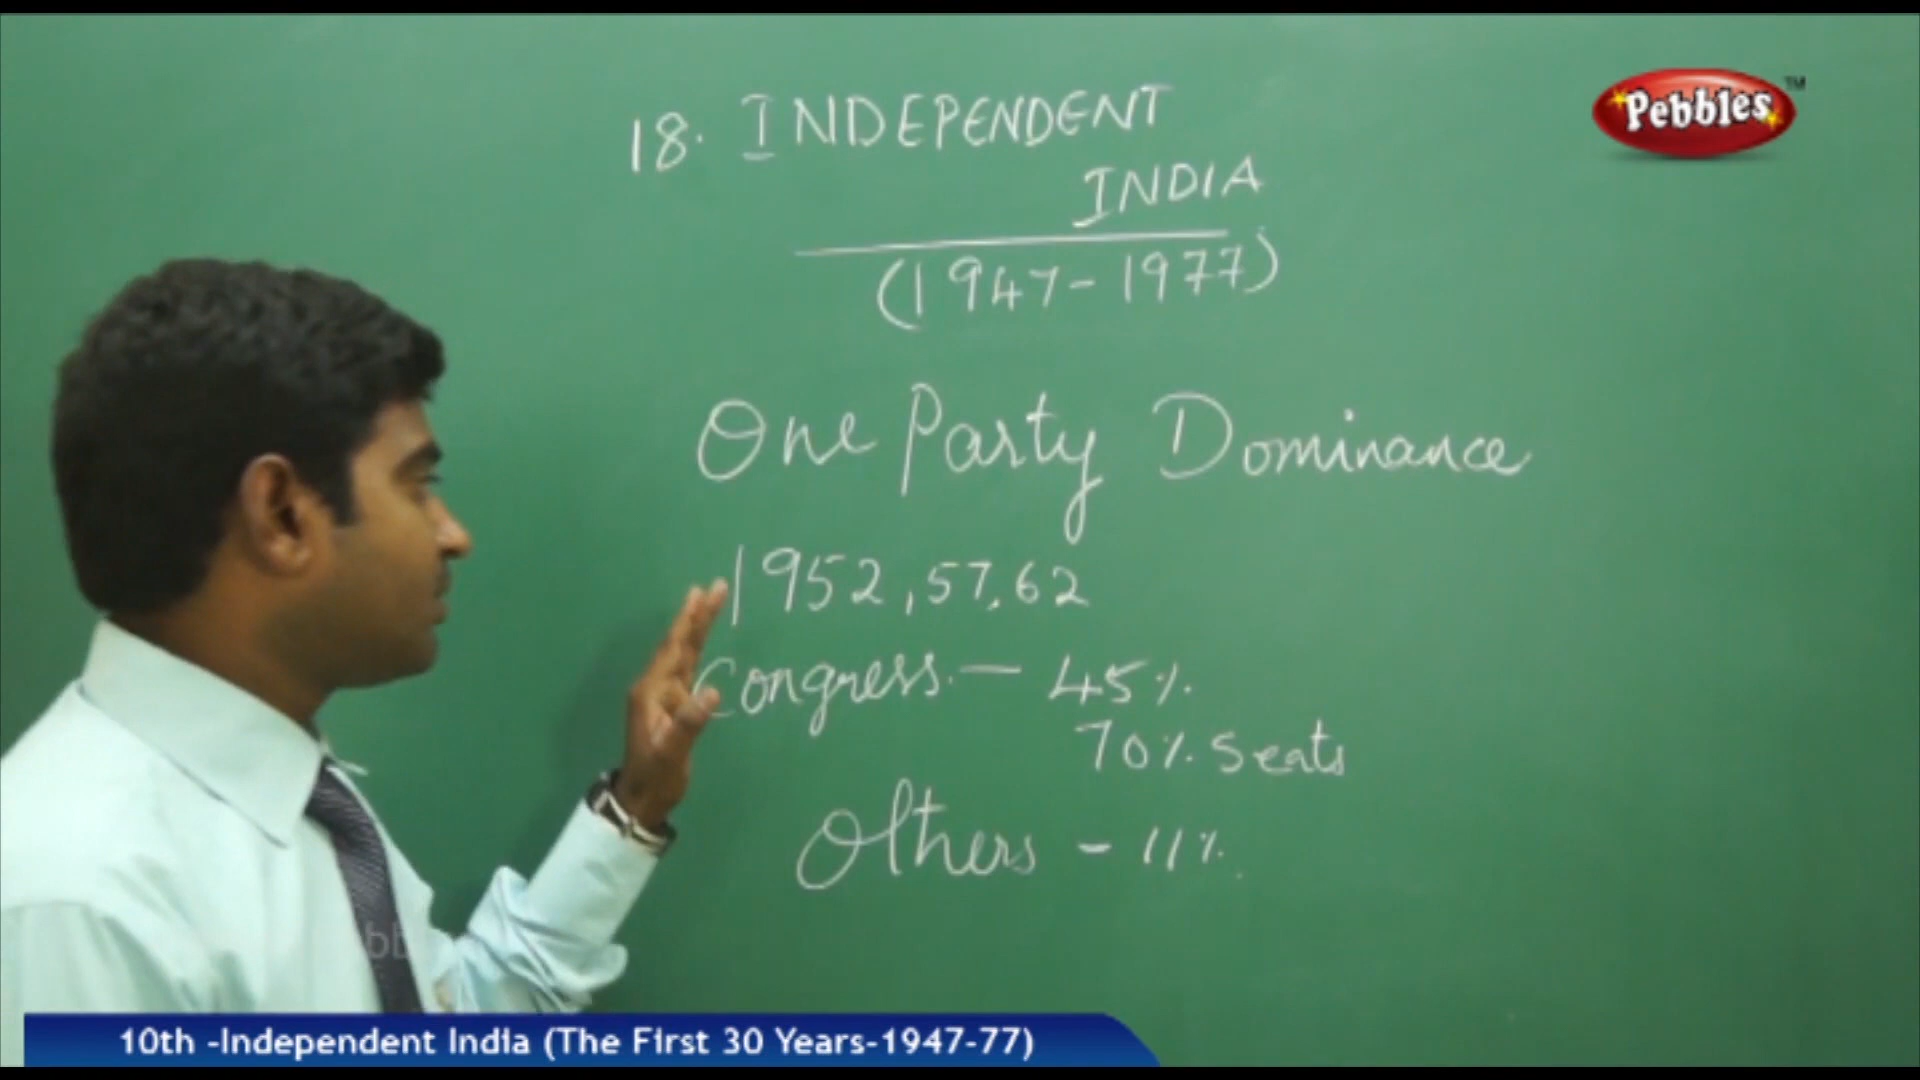 Pebbles™
18. INDEPENDENT
INDIA
(1947-1977)
One Party Dominance
1952, 57, 62
Congress - 45%
70% Seats
Others - 11%
10th -Independent India (The First 30 Years-1947-77)